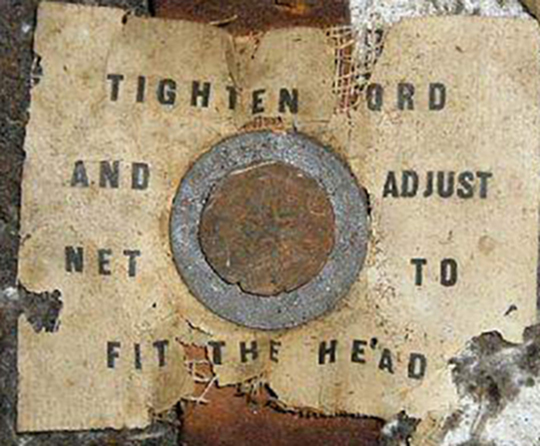 TIGHTEN ORD
AND ADJUST
NET TO
FIT THE HEAD